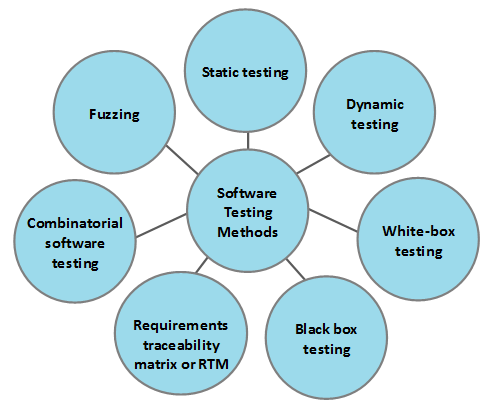 Static testing
Dynamic
testing
White-box
testing
Black box
testing
Requirements
traceability
matrix or RTM
Combinatorial
software
testing
Fuzzing
Software
Testing
Methods